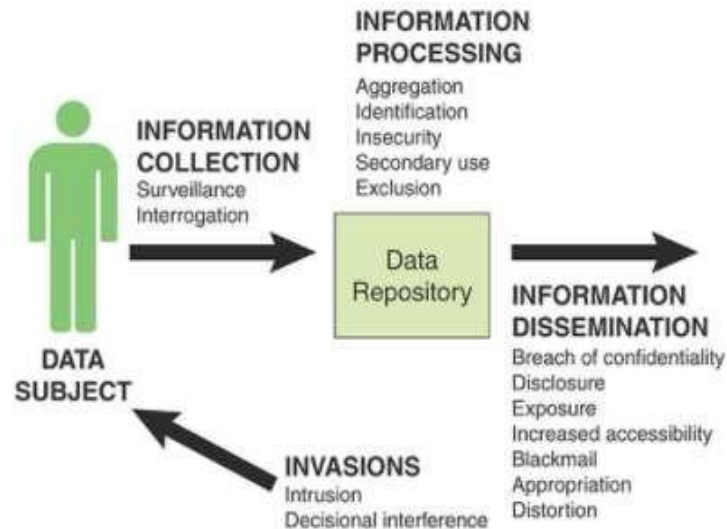 INFORMATION
PROCESSING
Aggregation
Identification
Insecurity
Secondary use
Exclusion
INFORMATION
COLLECTION
Surveillance
Interrogation
Data
Repository
DATA
SUBJECT
INFORMATION
DISSEMINATION
Breach of confidentiality
Disclosure
Exposure
Increased accessibility
Blackmail
Appropriation
Distortion
INVASIONS
Intrusion
Decisional interference